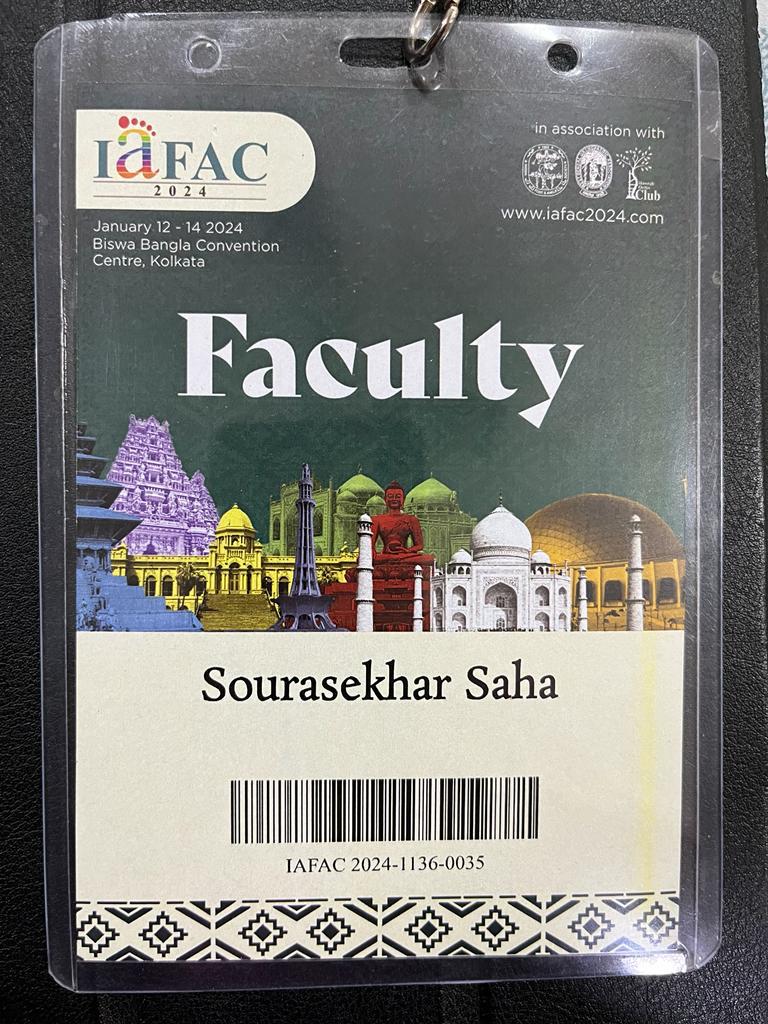 IaFAC
2024
January 12 - 14 2024
Biswa Bangla Convention
Centre, Kolkata
in association with
Club
www.iafac2024.com
Faculty
Sourasekhar Saha
IAFAC 2024-1136-0035